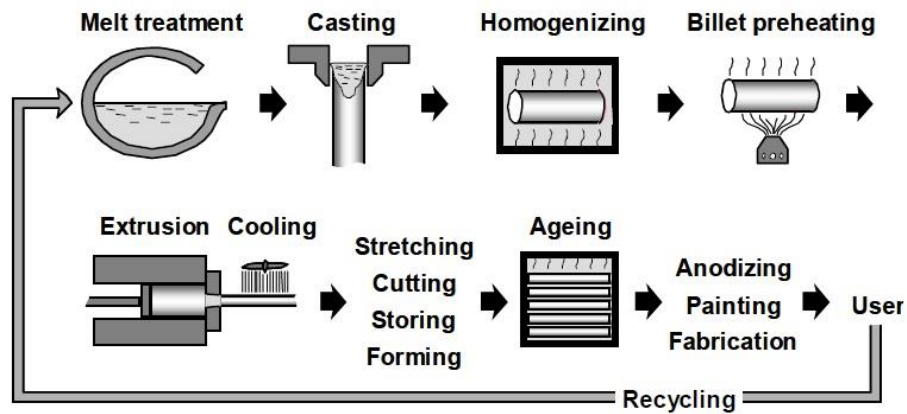 Melt treatment
Casting
Homogenizing
Billet preheating
Extrusion
Cooling
Stretching
Cutting
Storing
Forming
Ageing
Anodizing
Painting
Fabrication
User
Recycling